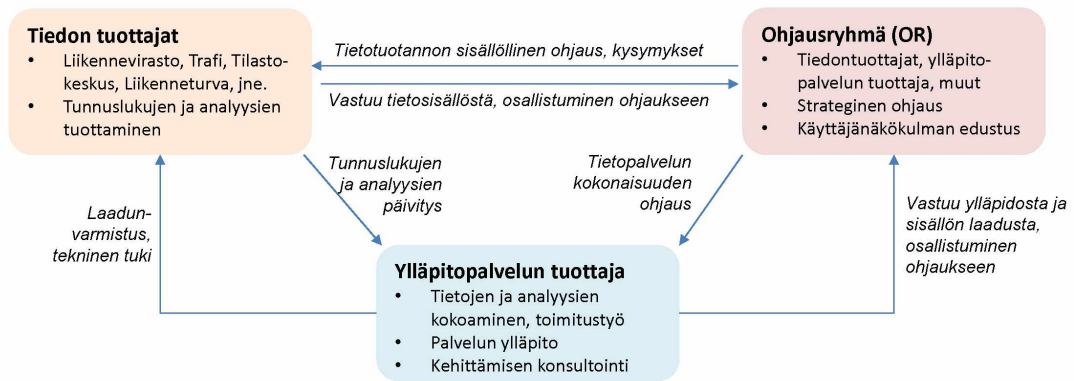 Tiedon tuottajat
• Liikennevirasto, Trafi, Tilasto-
keskus, Liikenneturva, jne.
• Tunnuslukujen ja analyysien
tuottaminen
Tietotuotannon sisällöllinen ohjaus, kysymykset
Vastuu tietosisällöstä, osallistuminen ohjaukseen
Ohjausryhmä (OR)
• Tiedontuottajat, ylläpito-
palvelun tuottaja, muut
• Strateginen ohjaus
• Käyttäjänäkökulman edustus
Laadun-
varmistus,
tekninen tuki
Tunnuslukujen
ja analyysien
päivitys
Tietopalvelun
kokonaisuuden
ohjaus
Vastuu ylläpidosta ja
sisällön laadusta,
osallistuminen
ohjaukseen
Ylläpitopalvelun tuottaja
• Tietojen ja analyysien
kokoaminen, toimitustyö
• Palvelun ylläpito
• Kehittämisen konsultointi